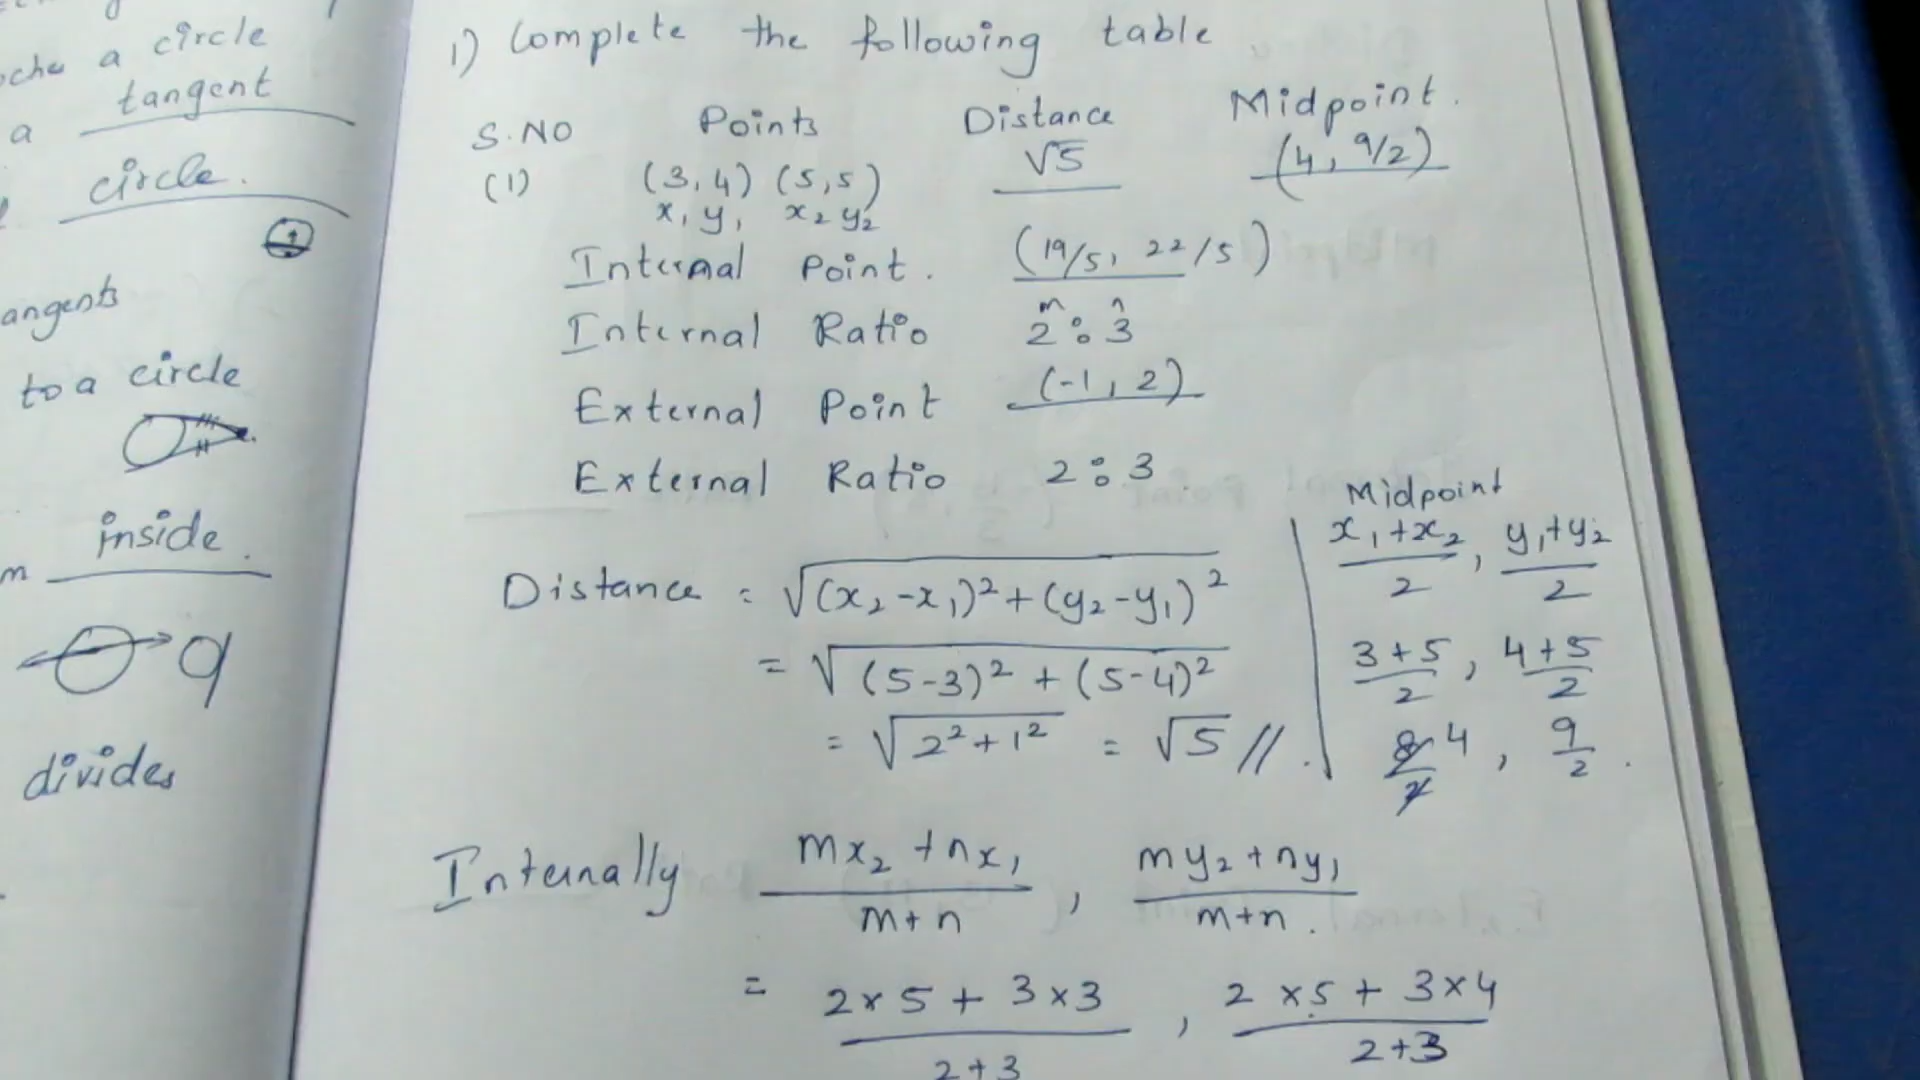 oche a circle
a tangent
circle.
angents
to a circle
inside.
m
divides
1) Complete the following table
S.NO Points Distance Midpoint.
(1) (3,4) (5,5) √5 (4, 9/2)
x₁ y₁ x₂ y₂
Internal Point. (19/5, 22/5)
m n
Internal Ratio 2:3
External Point (-1, 2)
External Ratio 2:3
Distance = √(x₂-x₁)²+(y₂-y₁)²
= √(5-3)² + (5-4)²
= √2²+1² = √5 //.
Midpoint
x₁+x₂/2, y₁+y₂/2
3+5/2, 4+5/2
8/2 4, 9/2.
Internally mx₂+nx₁/m+n, my₂+ny₁/m+n.
= 2×5+3×3/2+3, 2×5+3×4/2+3